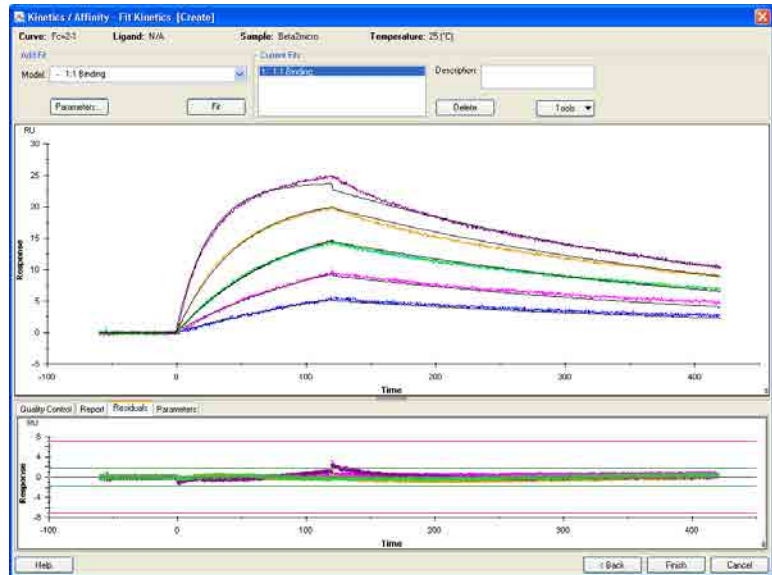 Kinetics / Affinity - Fit Kinetics [Create]
Curve: Fc=2-1 Ligand: N/A Sample: Beta2micro Temperature: 25 (°C)
Add Fit Current Fits
Model: - 1:1 Binding 1: 1:1 Binding Description:
Parameters... Fit Delete Tools
RU
30
25
20
15
10
5
0
-5
Response
-100 0 100 200 300 400
Time s
Quality Control Report Residuals Parameters
RU
8
4
0
-4
-8
Response
-100 0 100 200 300 400
Time s
Help < Back Finish Cancel